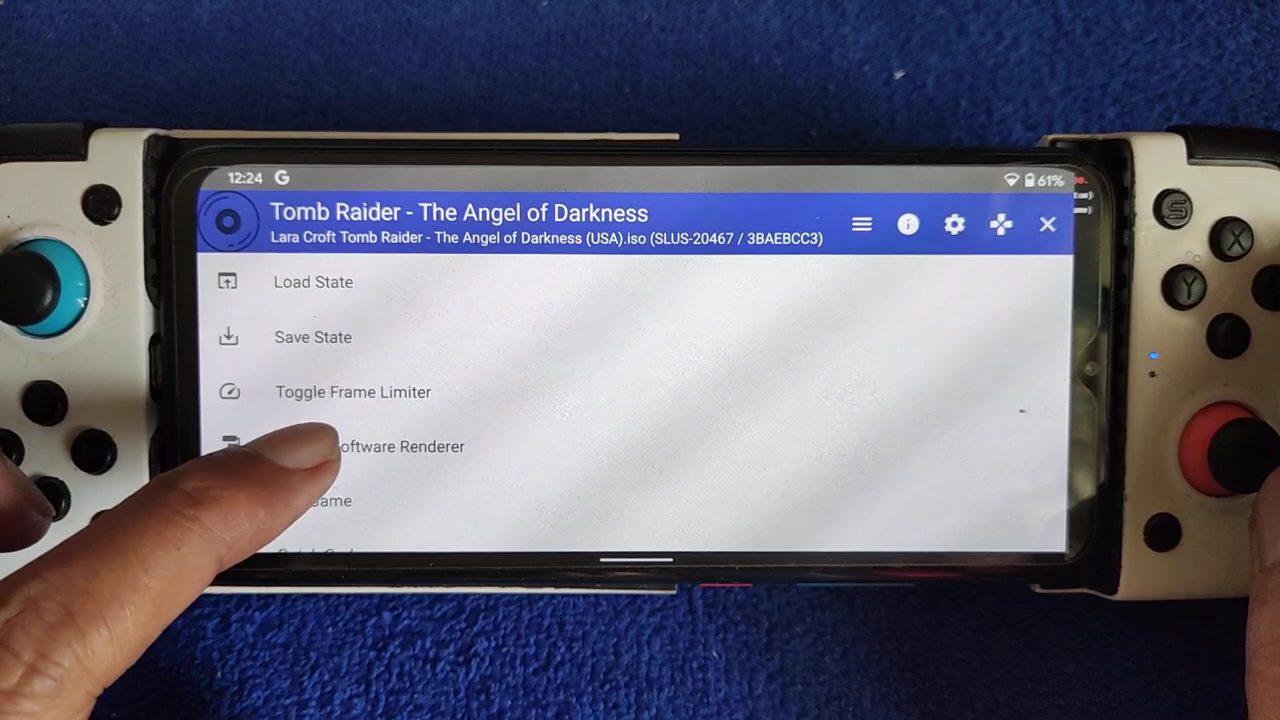 12:24 G
61%
Tomb Raider - The Angel of Darkness
Lara Croft Tomb Raider - The Angel of Darkness (USA).iso (SLUS-20467 / 3BAEBCC3)
Load State
Save State
Toggle Frame Limiter
oftware Renderer
ame
S
X
Y